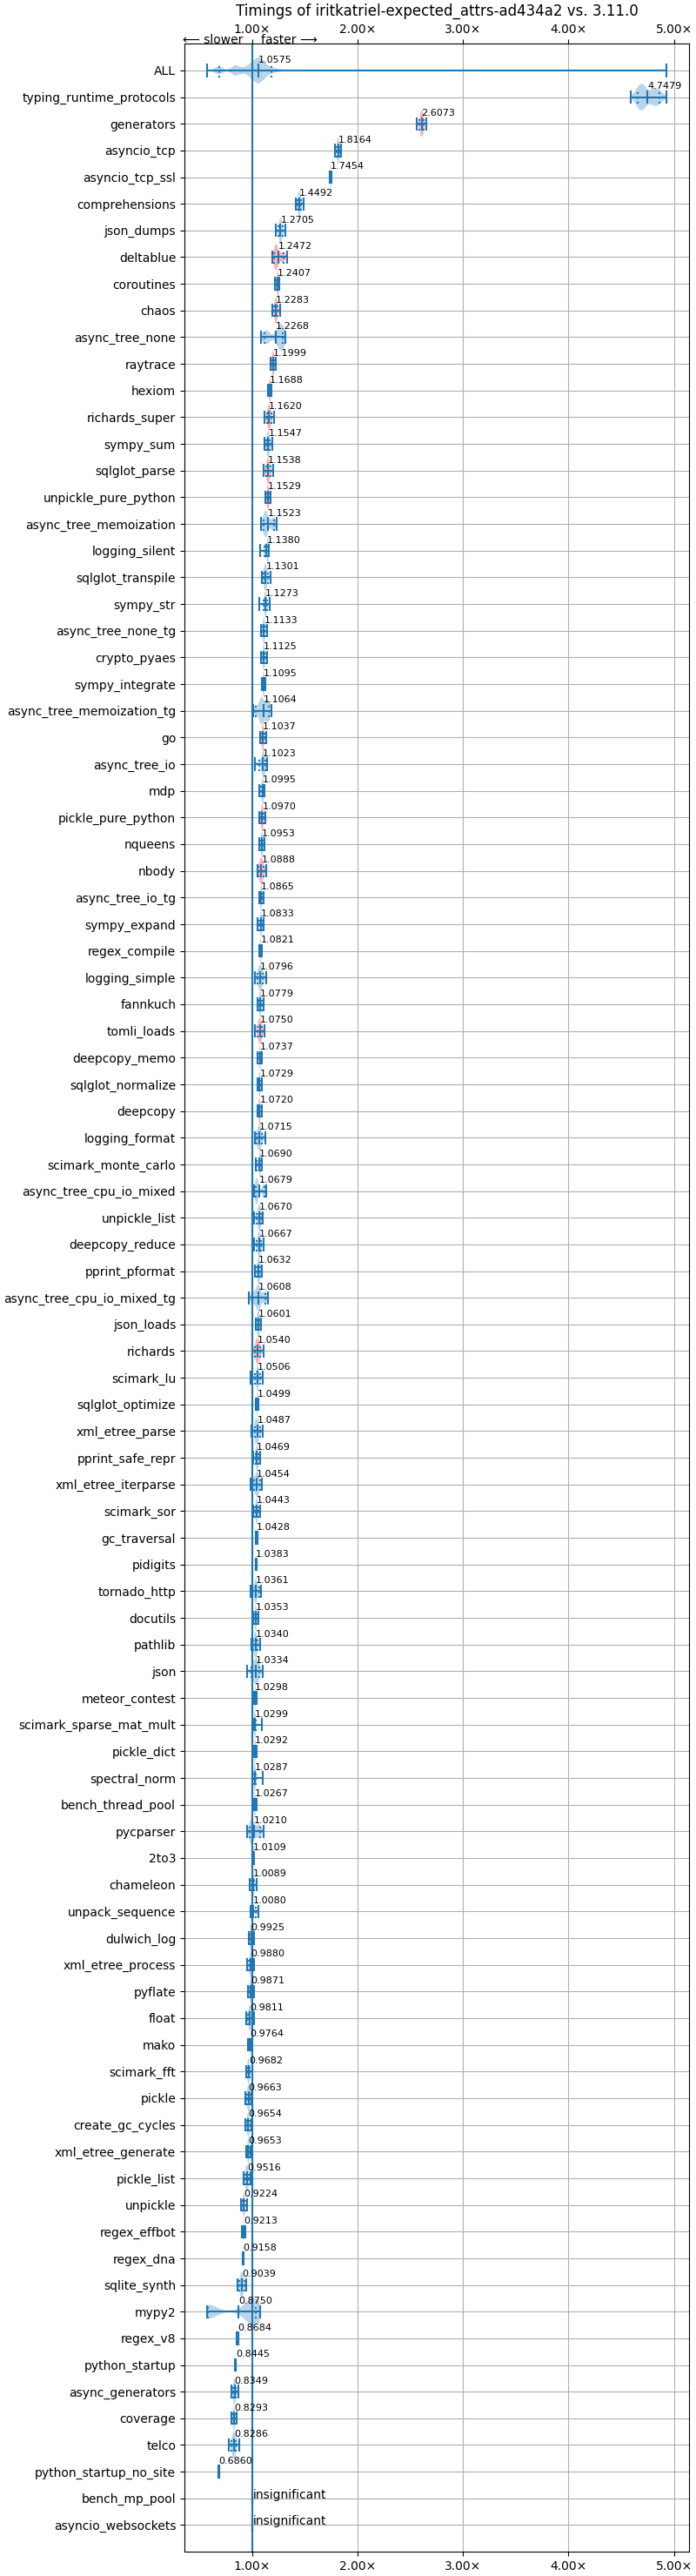 Timings of iritkatriel-expected_attrs-ad434a2 vs. 3.11.0
1.00× 2.00× 3.00× 4.00× 5.00×
⟵ slower faster ⟶
ALL 1.0575
typing_runtime_protocols 4.7479
generators 2.6073
asyncio_tcp 1.8164
asyncio_tcp_ssl 1.7454
comprehensions 1.4492
json_dumps 1.2705
deltablue 1.2472
coroutines 1.2407
chaos 1.2283
async_tree_none 1.2268
raytrace 1.1999
hexiom 1.1688
richards_super 1.1620
sympy_sum 1.1547
sqlglot_parse 1.1538
unpickle_pure_python 1.1529
async_tree_memoization 1.1523
logging_silent 1.1380
sqlglot_transpile 1.1301
sympy_str 1.1273
async_tree_none_tg 1.1133
crypto_pyaes 1.1125
sympy_integrate 1.1095
async_tree_memoization_tg 1.1064
go 1.1037
async_tree_io 1.1023
mdp 1.0995
pickle_pure_python 1.0970
nqueens 1.0953
nbody 1.0888
async_tree_io_tg 1.0865
sympy_expand 1.0833
regex_compile 1.0821
logging_simple 1.0796
fannkuch 1.0779
tomli_loads 1.0750
deepcopy_memo 1.0737
sqlglot_normalize 1.0729
deepcopy 1.0720
logging_format 1.0715
scimark_monte_carlo 1.0690
async_tree_cpu_io_mixed 1.0679
unpickle_list 1.0670
deepcopy_reduce 1.0667
pprint_pformat 1.0632
async_tree_cpu_io_mixed_tg 1.0608
json_loads 1.0601
richards 1.0540
scimark_lu 1.0506
sqlglot_optimize 1.0499
xml_etree_parse 1.0487
pprint_safe_repr 1.0469
xml_etree_iterparse 1.0454
scimark_sor 1.0443
gc_traversal 1.0428
pidigits 1.0383
tornado_http 1.0361
docutils 1.0353
pathlib 1.0340
json 1.0334
meteor_contest 1.0298
scimark_sparse_mat_mult 1.0299
pickle_dict 1.0292
spectral_norm 1.0287
bench_thread_pool 1.0267
pycparser 1.0210
2to3 1.0109
chameleon 1.0089
unpack_sequence 1.0080
dulwich_log 0.9925
xml_etree_process 0.9880
pyflate 0.9871
float 0.9811
mako 0.9764
scimark_fft 0.9682
pickle 0.9663
create_gc_cycles 0.9654
xml_etree_generate 0.9653
pickle_list 0.9516
unpickle 0.9224
regex_effbot 0.9213
regex_dna 0.9158
sqlite_synth 0.9039
mypy2 0.8750
regex_v8 0.8684
python_startup 0.8445
async_generators 0.8349
coverage 0.8293
telco 0.8286
python_startup_no_site 0.6860
bench_mp_pool insignificant
asyncio_websockets insignificant
1.00× 2.00× 3.00× 4.00× 5.00×